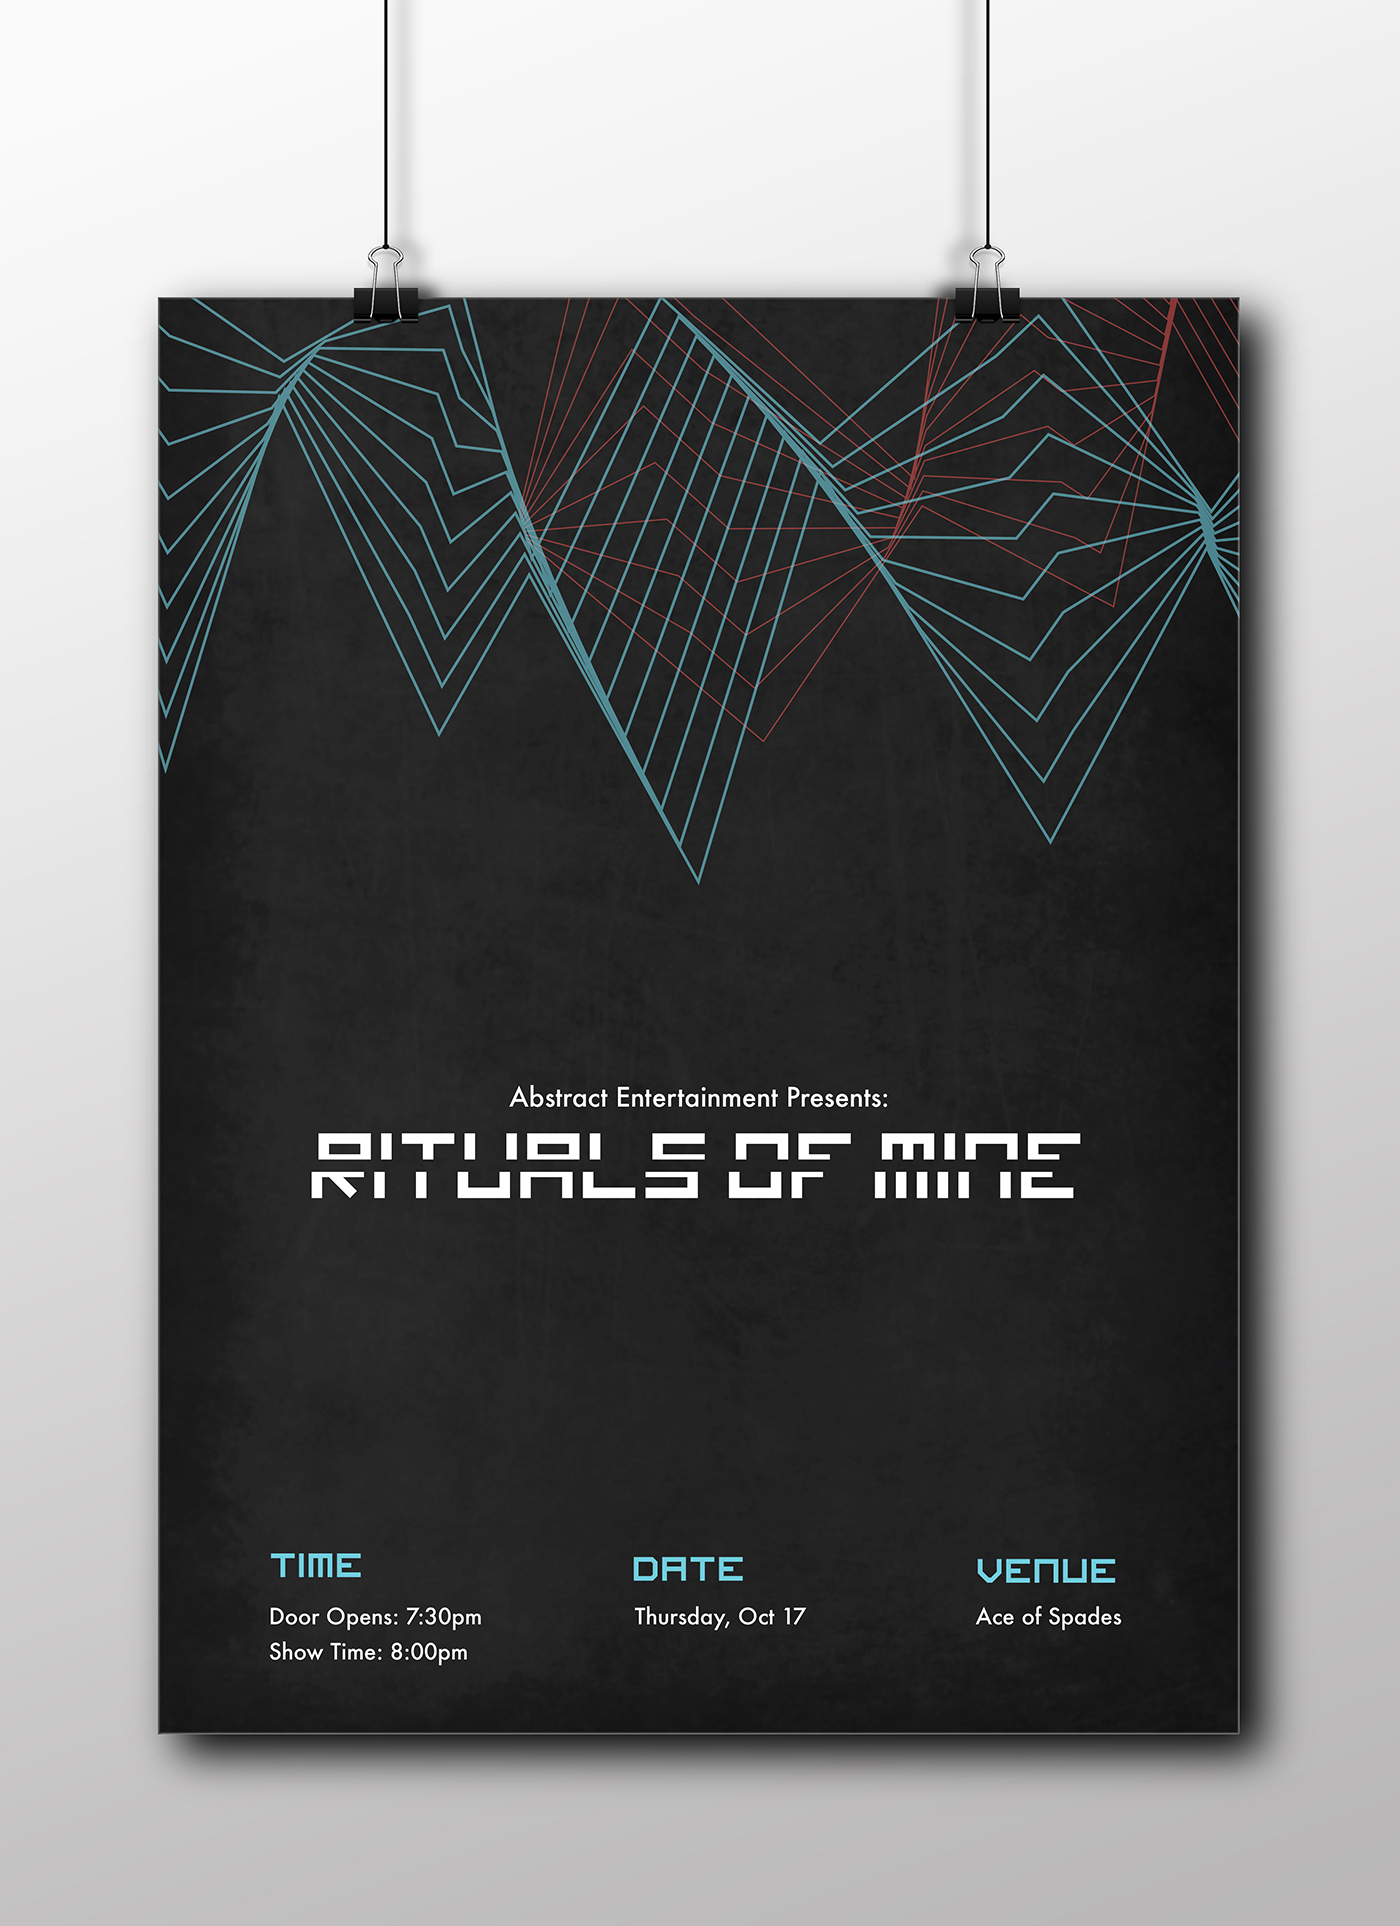 Abstract Entertainment Presents:
RITUALS OF MINE
TIME
Door Opens: 7:30pm
Show Time: 8:00pm
DATE
Thursday, Oct 17
VENUE
Ace of Spades